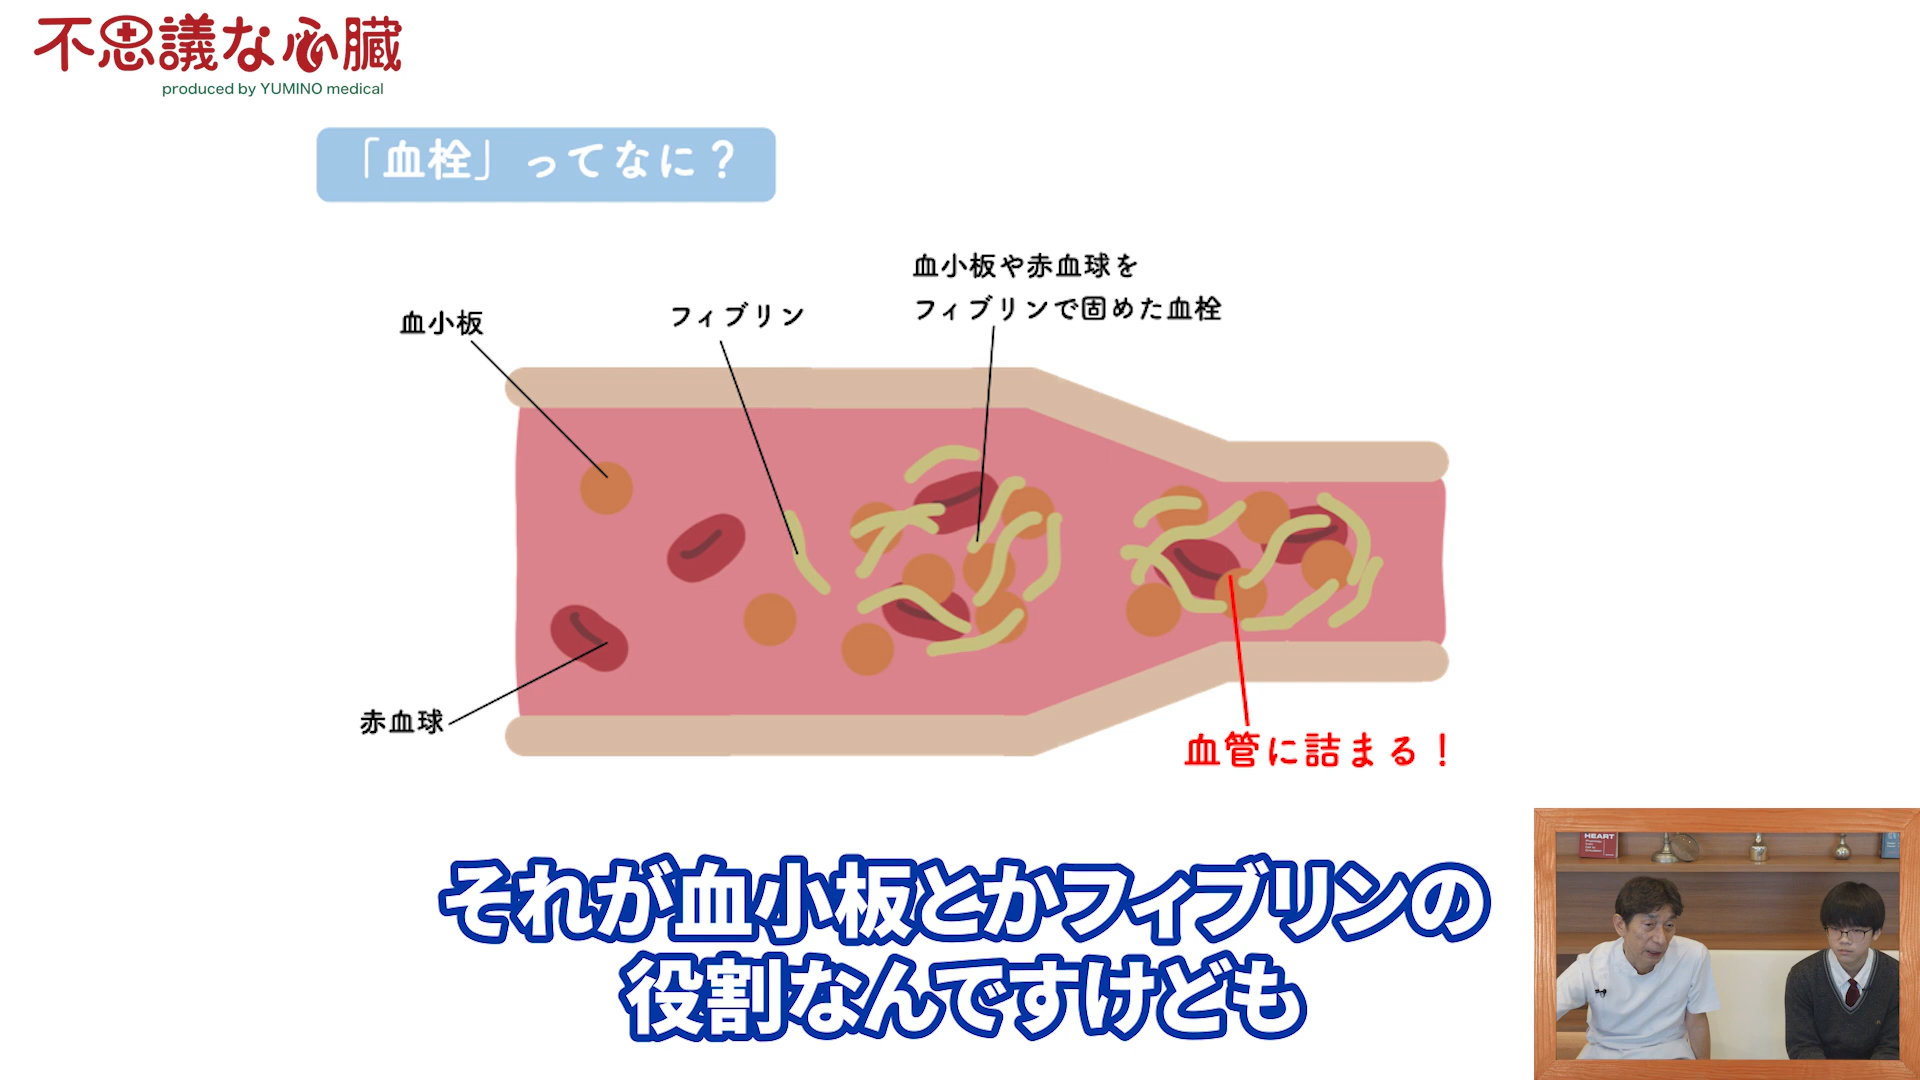 不思議な心臓
produced by YUMINO medical
「血栓」ってなに？
血小板や赤血球を
フィブリンで固めた血栓
血小板
フィブリン
赤血球
血管に詰まる！
HEART
それが血小板とかフィブリンの
役割なんですけども